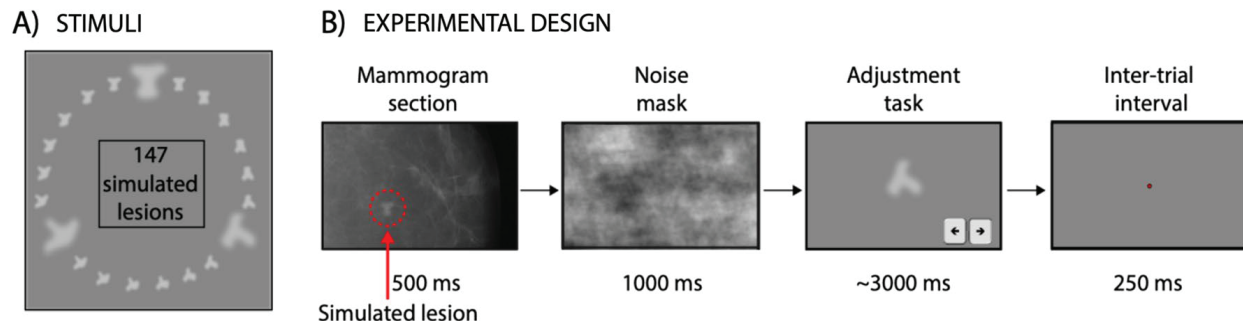 A) STIMULI
147
simulated
lesions
B) EXPERIMENTAL DESIGN
Mammogram
section
500 ms
Simulated lesion
Noise
mask
1000 ms
Adjustment
task
~3000 ms
Inter-trial
interval
250 ms